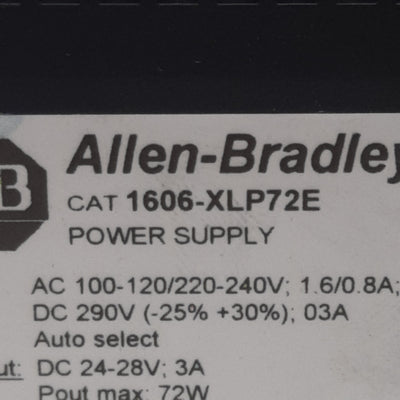 Allen-Bradley
B
CAT 1606-XLP72E
POWER SUPPLY
AC 100-120/220-240V; 1.6/0.8A;
DC 290V (-25% +30%); 03A
Auto select
ut: DC 24-28V; 3A
Pout max: 72W